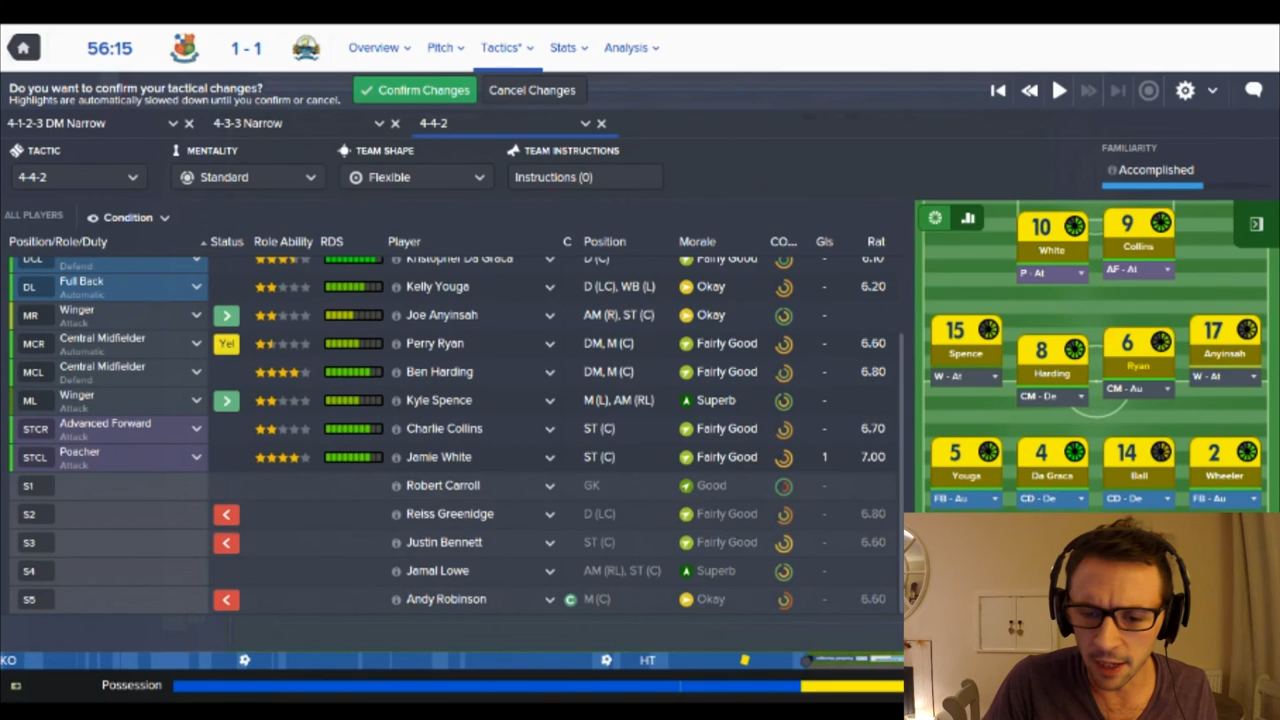 56:15 1 - 1 Overview Pitch Tactics* Stats Analysis
Do you want to confirm your tactical changes?
Highlights are automatically slowed down until you confirm or cancel.
Confirm Changes Cancel Changes
4-1-2-3 DM Narrow 4-3-3 Narrow 4-4-2
TACTIC MENTALITY TEAM SHAPE TEAM INSTRUCTIONS
4-4-2 Standard Flexible Instructions (0)
FAMILIARITY
Accomplished
ALL PLAYERS Condition
Position/Role/Duty Status Role Ability RDS Player C Position Morale CO... Gls Rat
DCL Defend Kristopher Da Graca D (C) Fairly Good - 6.10
DL Full Back Automatic Kelly Youga D (LC), WB (L) Okay - 6.20
MR Winger Attack Joe Anyinsah AM (R), ST (C) Okay -
MCR Central Midfielder Automatic Yel Perry Ryan DM, M (C) Fairly Good - 6.60
MCL Central Midfielder Defend Ben Harding DM, M (C) Fairly Good - 6.80
ML Winger Attack Kyle Spence M (L), AM (RL) Superb -
STCR Advanced Forward Attack Charlie Collins ST (C) Fairly Good - 6.70
STCL Poacher Attack Jamie White ST (C) Fairly Good 1 7.00
S1 Robert Carroll GK Good -
S2 Reiss Greenidge D (LC) Fairly Good - 6.80
S3 Justin Bennett ST (C) Fairly Good - 6.60
S4 Jamal Lowe AM (RL), ST (C) Superb -
S5 Andy Robinson C M (C) Okay - 6.60
10 9
White Collins
P - At AF - At
15 8 6 17
Spence Harding Ryan Anyinsah
W - At CM - De CM - Au W - At
5 4 14 2
Youga Da Graca Ball Wheeler
FB - Au CD - De CD - De FB - Au
KO HT
Possession